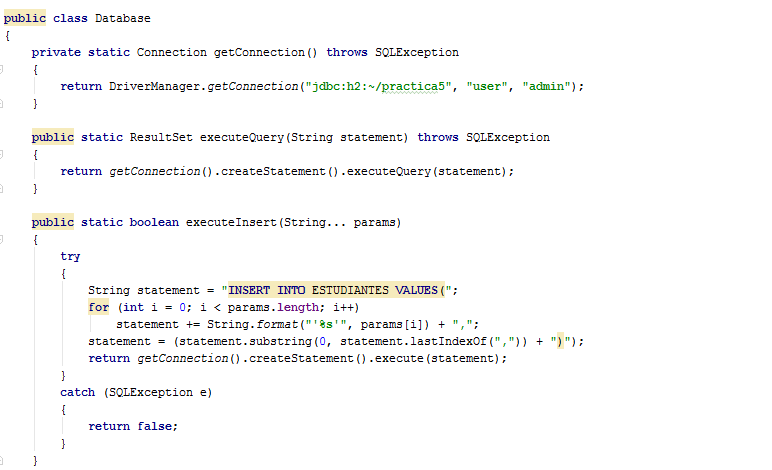 public class Database
{
private static Connection getConnection() throws SQLException
{
return DriverManager.getConnection("jdbc:h2:~/practica5", "user", "admin");
}
public static ResultSet executeQuery(String statement) throws SQLException
{
return getConnection().createStatement().executeQuery(statement);
}
public static boolean executeInsert(String... params)
{
try
{
String statement = "INSERT INTO ESTUDIANTES VALUES(";
for (int i = 0; i < params.length; i++)
statement += String.format("'%s'", params[i]) + ",";
statement = (statement.substring(0, statement.lastIndexOf(",")) + ")");
return getConnection().createStatement().execute(statement);
}
catch (SQLException e)
{
return false;
}
}